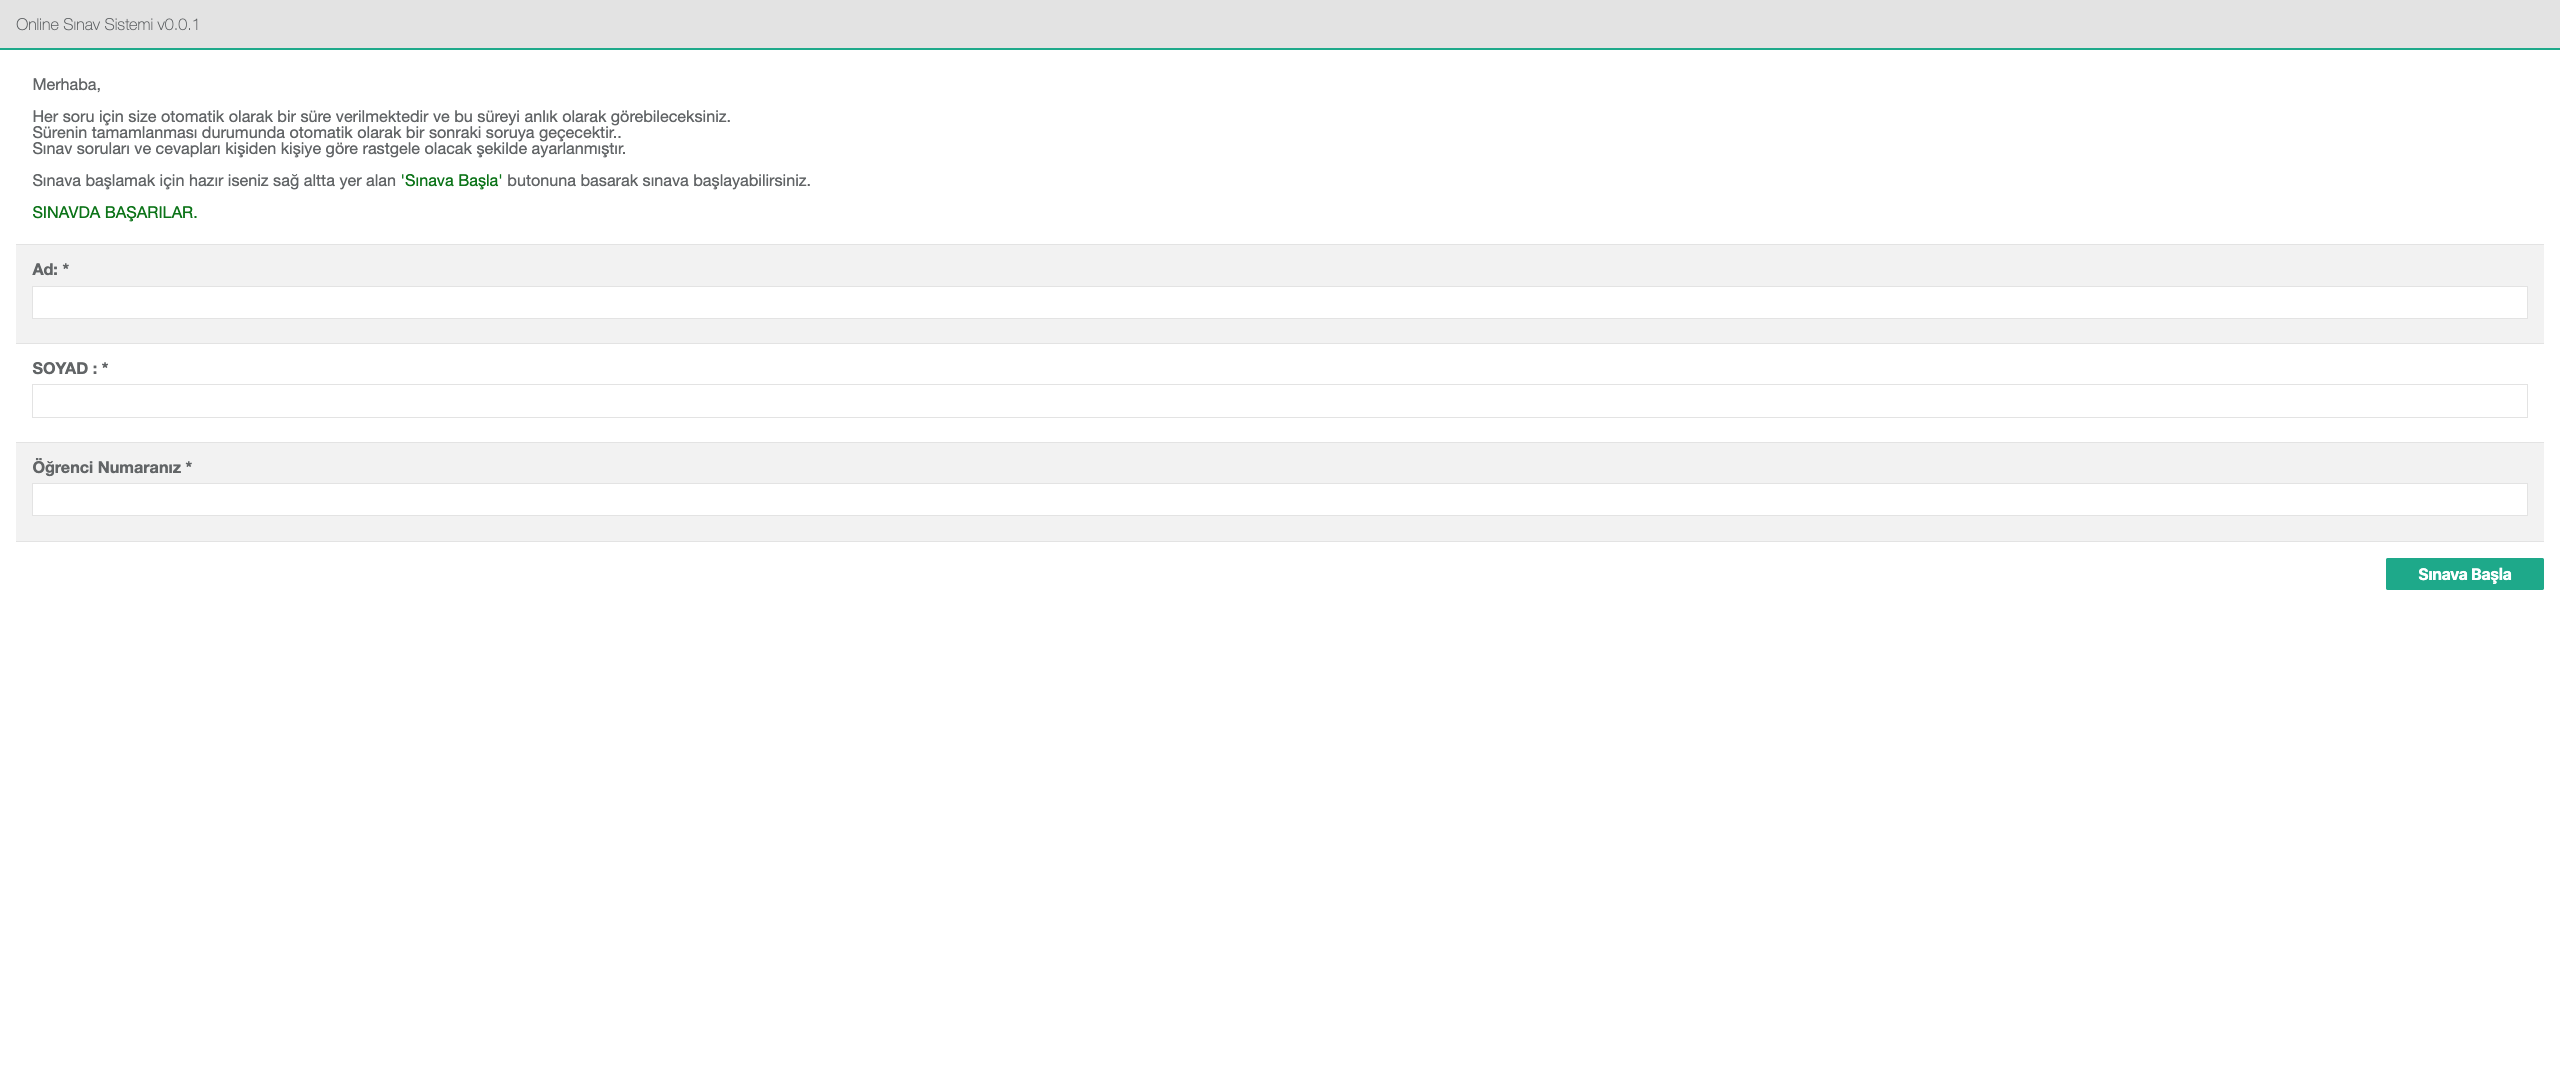 Online Sınav Sistemi v0.0.1
Merhaba,
Her soru için size otomatik olarak bir süre verilmektedir ve bu süreyi anlık olarak görebileceksiniz.
Sürenin tamamlanması durumunda otomatik olarak bir sonraki soruya geçecektir..
Sınav soruları ve cevapları kişiden kişiye göre rastgele olacak şekilde ayarlanmıştır.
Sınava başlamak için hazır iseniz sağ altta yer alan 'Sınava Başla' butonuna basarak sınava başlayabilirsiniz.
SINAVDA BAŞARILAR.
Ad: *
SOYAD : *
Öğrenci Numaranız *
Sınava Başla